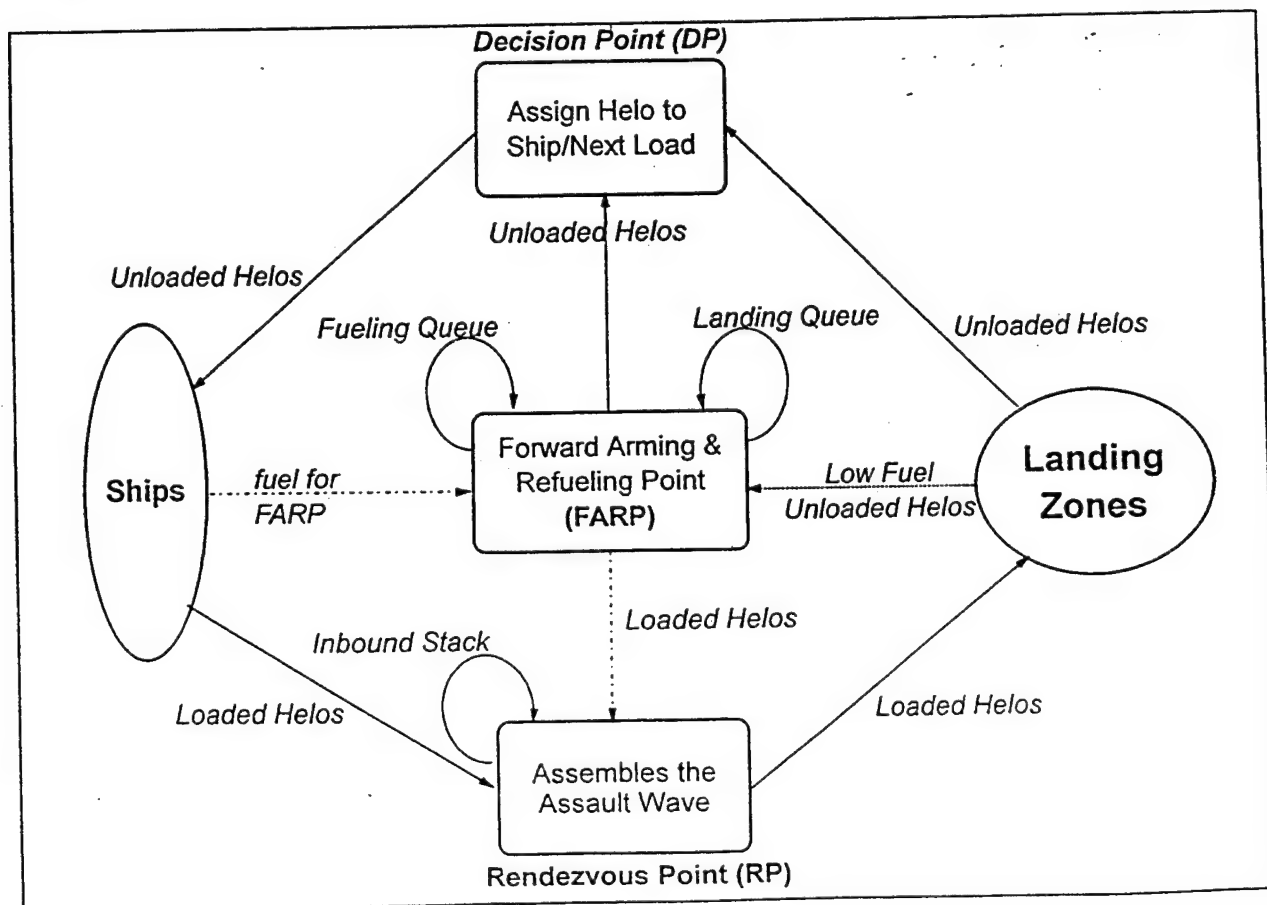 Decision Point (DP)
Assign Helo to
Ship/Next Load
Unloaded Helos
Unloaded Helos
Fueling Queue
Landing Queue
Unloaded Helos
Ships
fuel for
FARP
Forward Arming &
Refueling Point
(FARP)
Low Fuel
Unloaded Helos
Landing
Zones
Loaded Helos
Inbound Stack
Loaded Helos
Loaded Helos
Assembles the
Assault Wave
Rendezvous Point (RP)